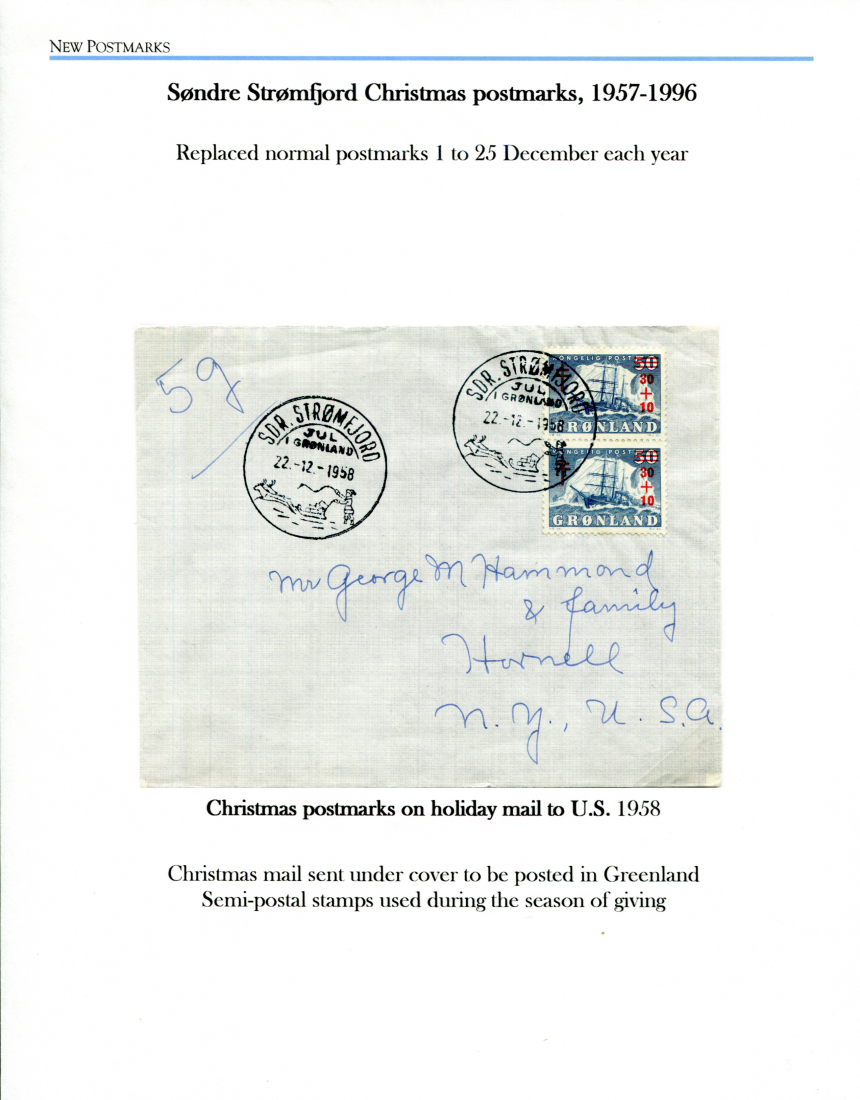 NEW POSTMARKS
Søndre Strømfjord Christmas postmarks, 1957-1996
Replaced normal postmarks 1 to 25 December each year
5g
SDR. STRØMFJORD
JUL
I GRØNLAND
22.-12.-1958
SDR. STRØMFJORD
JUL
I GRØNLAND
22.-12.-1958
KONGELIG POST 50
30
+
10
GRØNLAND
KONGELIG POST 50
30
+
10
GRØNLAND
Mr George M Hammond
& family
Hornell
N.Y., U.S.A.
Christmas postmarks on holiday mail to U.S. 1958
Christmas mail sent under cover to be posted in Greenland
Semi-postal stamps used during the season of giving